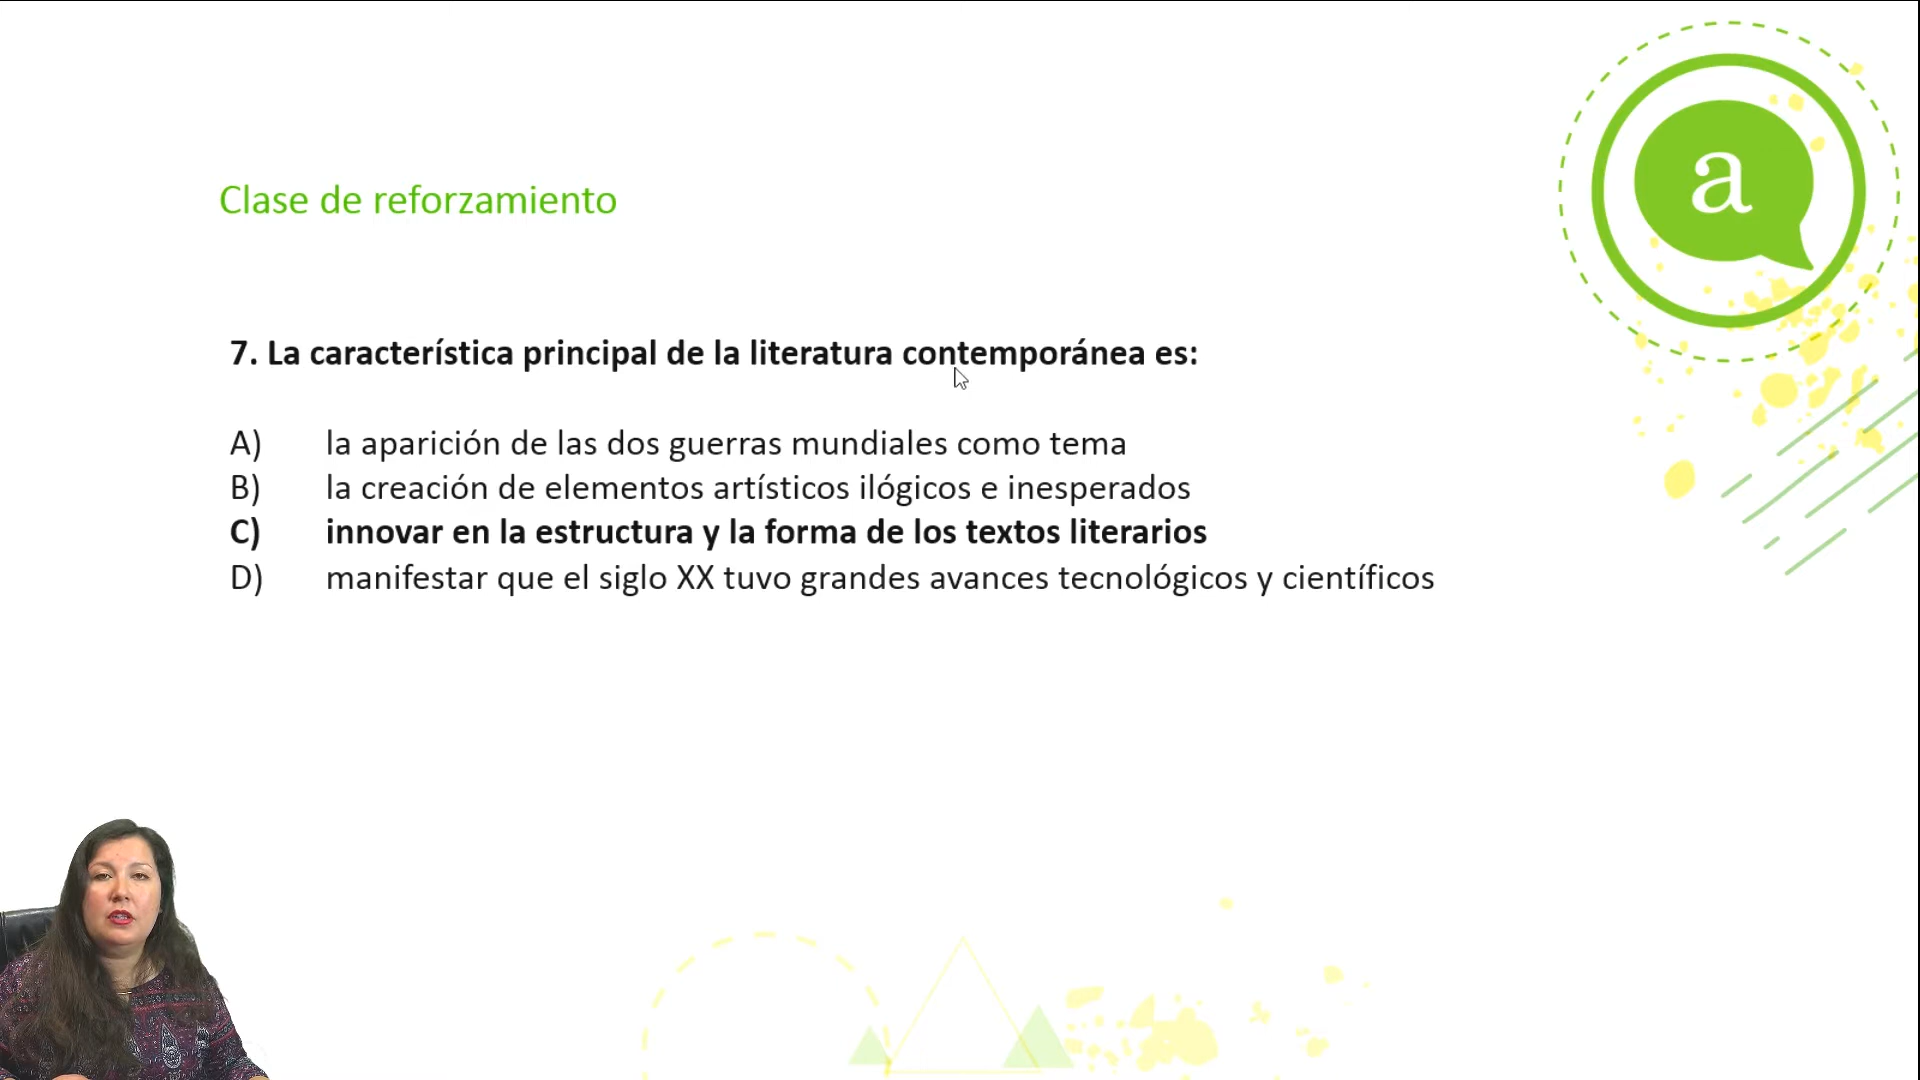 a
Clase de reforzamiento
7. La característica principal de la literatura contemporánea es:
A) la aparición de las dos guerras mundiales como tema
B) la creación de elementos artísticos ilógicos e inesperados
C) innovar en la estructura y la forma de los textos literarios
D) manifestar que el siglo XX tuvo grandes avances tecnológicos y científicos